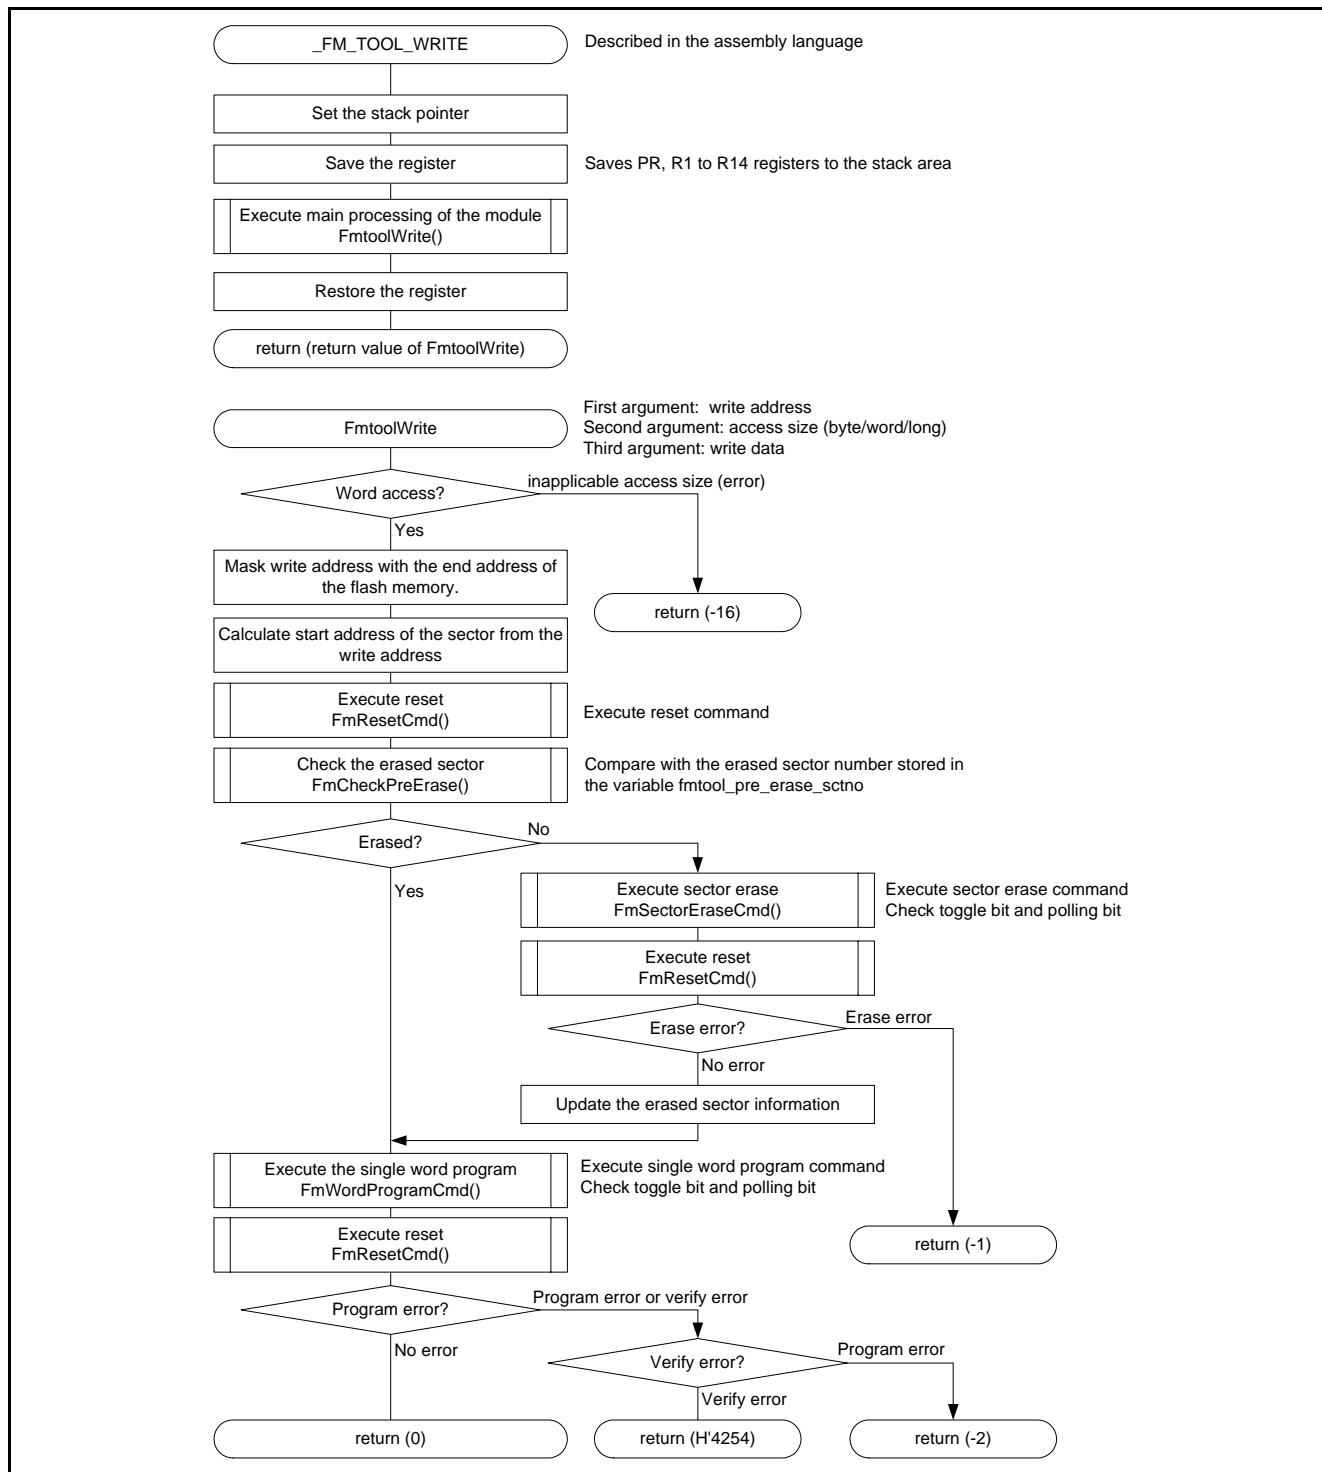 _FM_TOOL_WRITE
Described in the assembly language
Set the stack pointer
Save the register
Saves PR, R1 to R14 registers to the stack area
Execute main processing of the module
FmtoolWrite()
Restore the register
return (return value of FmtoolWrite)
FmtoolWrite
First argument:  write address
Second argument: access size (byte/word/long)
Third argument: write data
Word access?
inapplicable access size (error)
Yes
Mask write address with the end address of
the flash memory.
return (-16)
Calculate start address of the sector from the
write address
Execute reset
FmResetCmd()
Execute reset command
Check the erased sector
FmCheckPreErase()
Compare with the erased sector number stored in
the variable fmtool_pre_erase_sctno
Erased?
No
Yes
Execute sector erase
FmSectorEraseCmd()
Execute sector erase command
Check toggle bit and polling bit
Execute reset
FmResetCmd()
Erase error?
Erase error
No error
Update the erased sector information
Execute the single word program
FmWordProgramCmd()
Execute single word program command
Check toggle bit and polling bit
Execute reset
FmResetCmd()
return (-1)
Program error?
Program error or verify error
No error
Verify error?
Program error
Verify error
return (0)
return (H'4254)
return (-2)